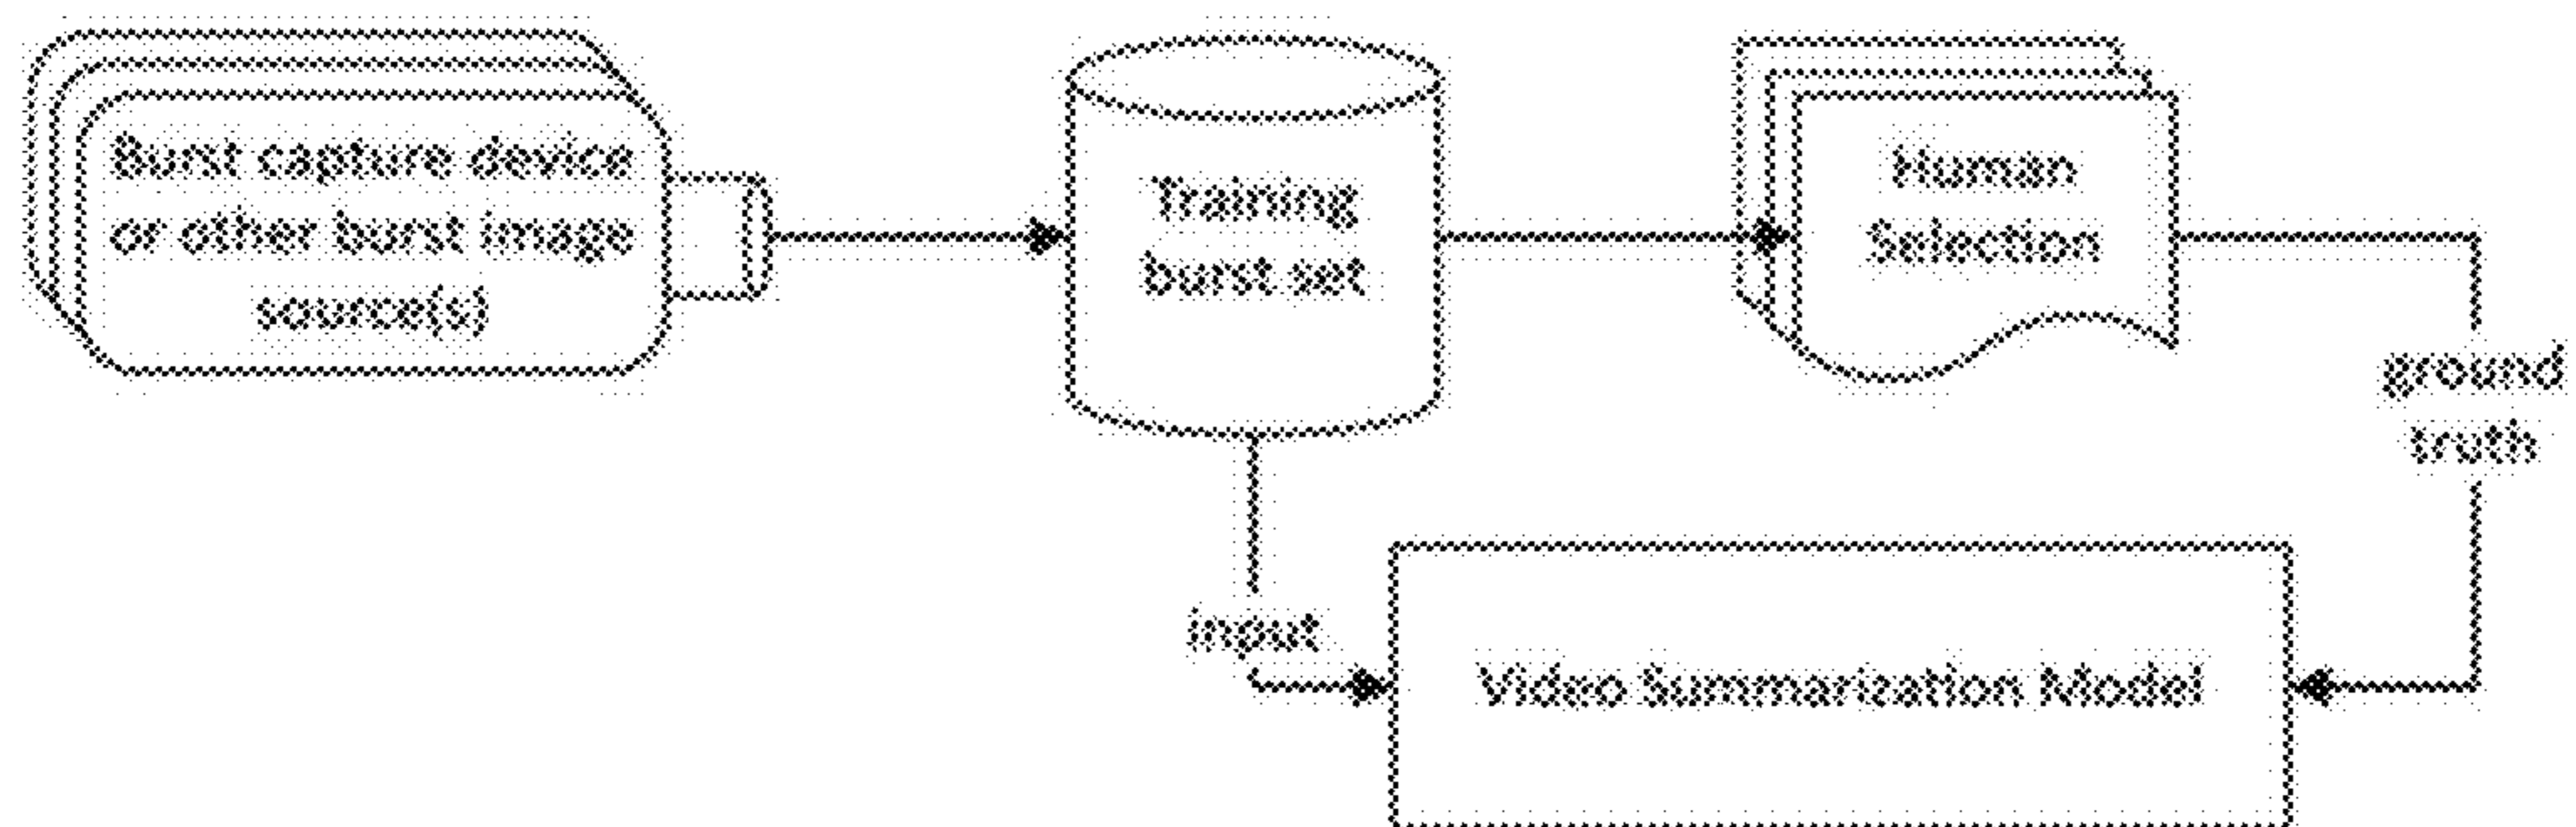 Burst capture device
or other burst image
source(s)
Training
burst set
Human
Selection
ground
truth
input
Video Summarization Model